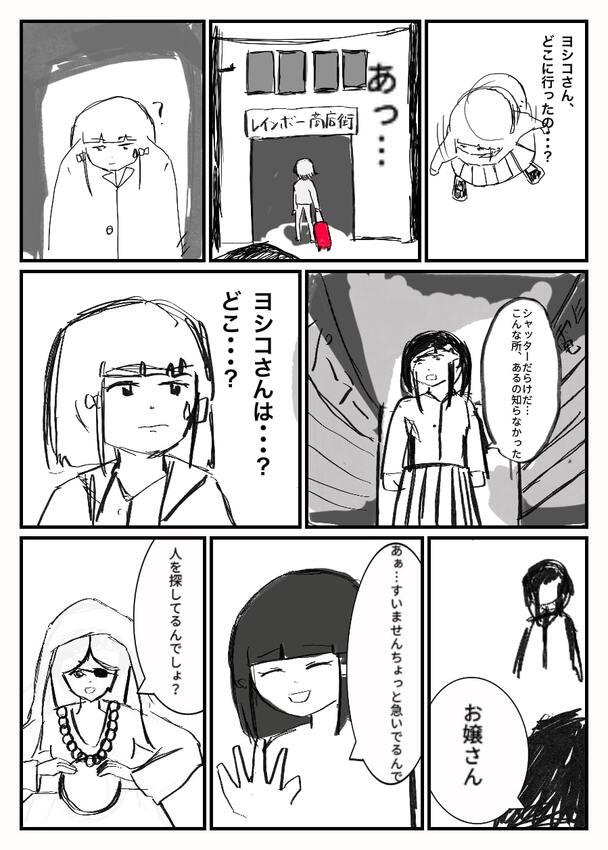 ヨシコさん、
どこに行ったの・・・?
あっ・・・
レインボー商店街
?
シャッターだらけだ…
こんな所、あるの知らなかった
ヨシコさんは・・・?
どこ・・・?
お嬢さん
あぁ…すいませんちょっと急いでるんで
人を探してるんでしょ?